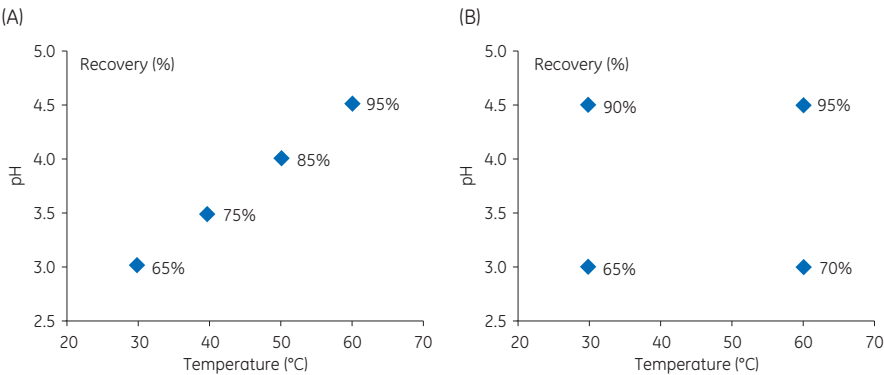 (A)
5.0
Recovery (%)
4.5
95%
4.0
85%
pH
3.5
75%
3.0
65%
2.5
20 30 40 50 60 70
Temperature (°C)
(B)
5.0
Recovery (%)
4.5
90% 95%
4.0
pH
3.5
3.0
65% 70%
2.5
20 30 40 50 60 70
Temperature (°C)